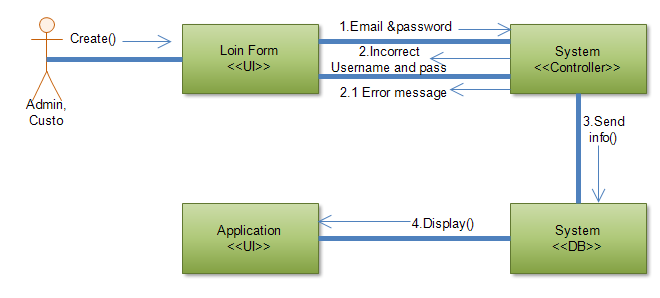 Create()
Admin,
Custo
Loin Form
<<UI>>
1.Email &password
2.Incorrect
Username and pass
2.1 Error message
System
<<Controller>>
3.Send
info()
Application
<<UI>>
4.Display()
System
<<DB>>